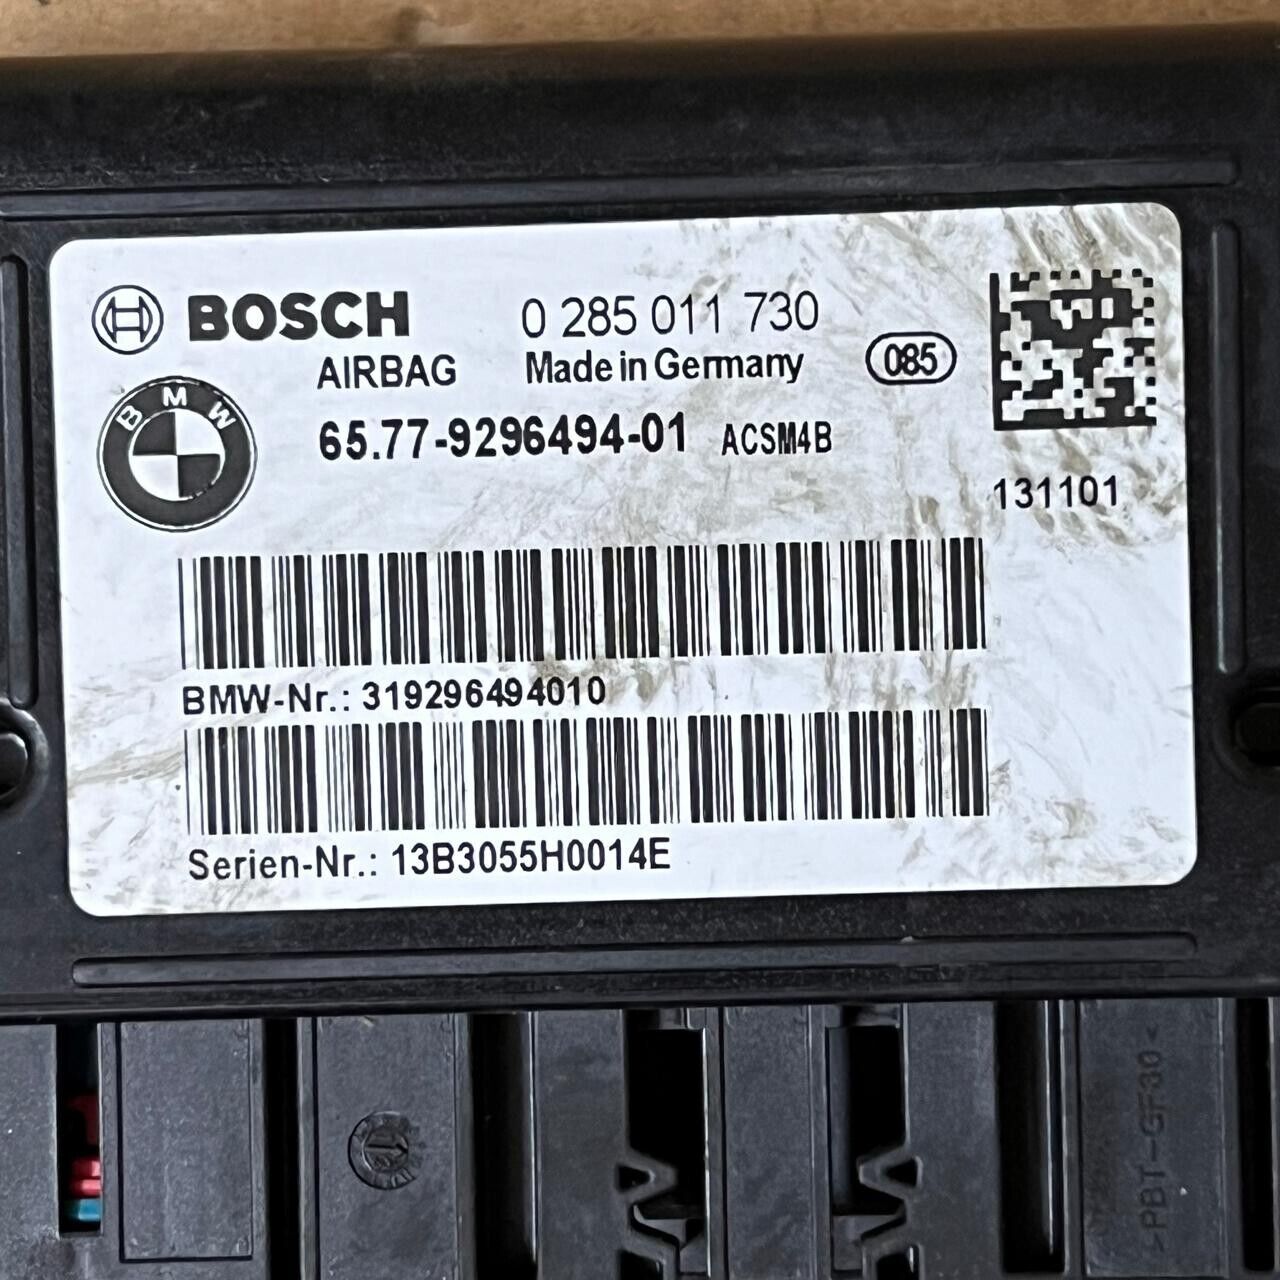 BOSCH 0 285 011 730
AIRBAG Made in Germany 085
BMW
65.77-9296494-01 ACSM4B
131101
BMW-Nr.: 319296494010
Serien-Nr.: 13B3055H0014E
>PBT-GF30<